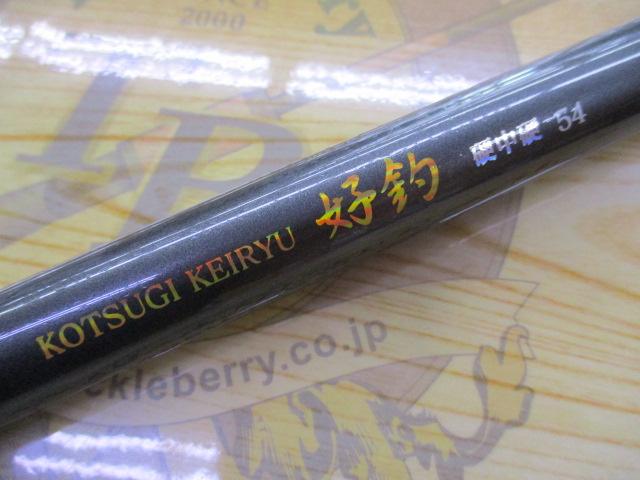 KOTSUGI KEIRYU 好釣 硬中硬 54
2000
ckleberry.co.jp